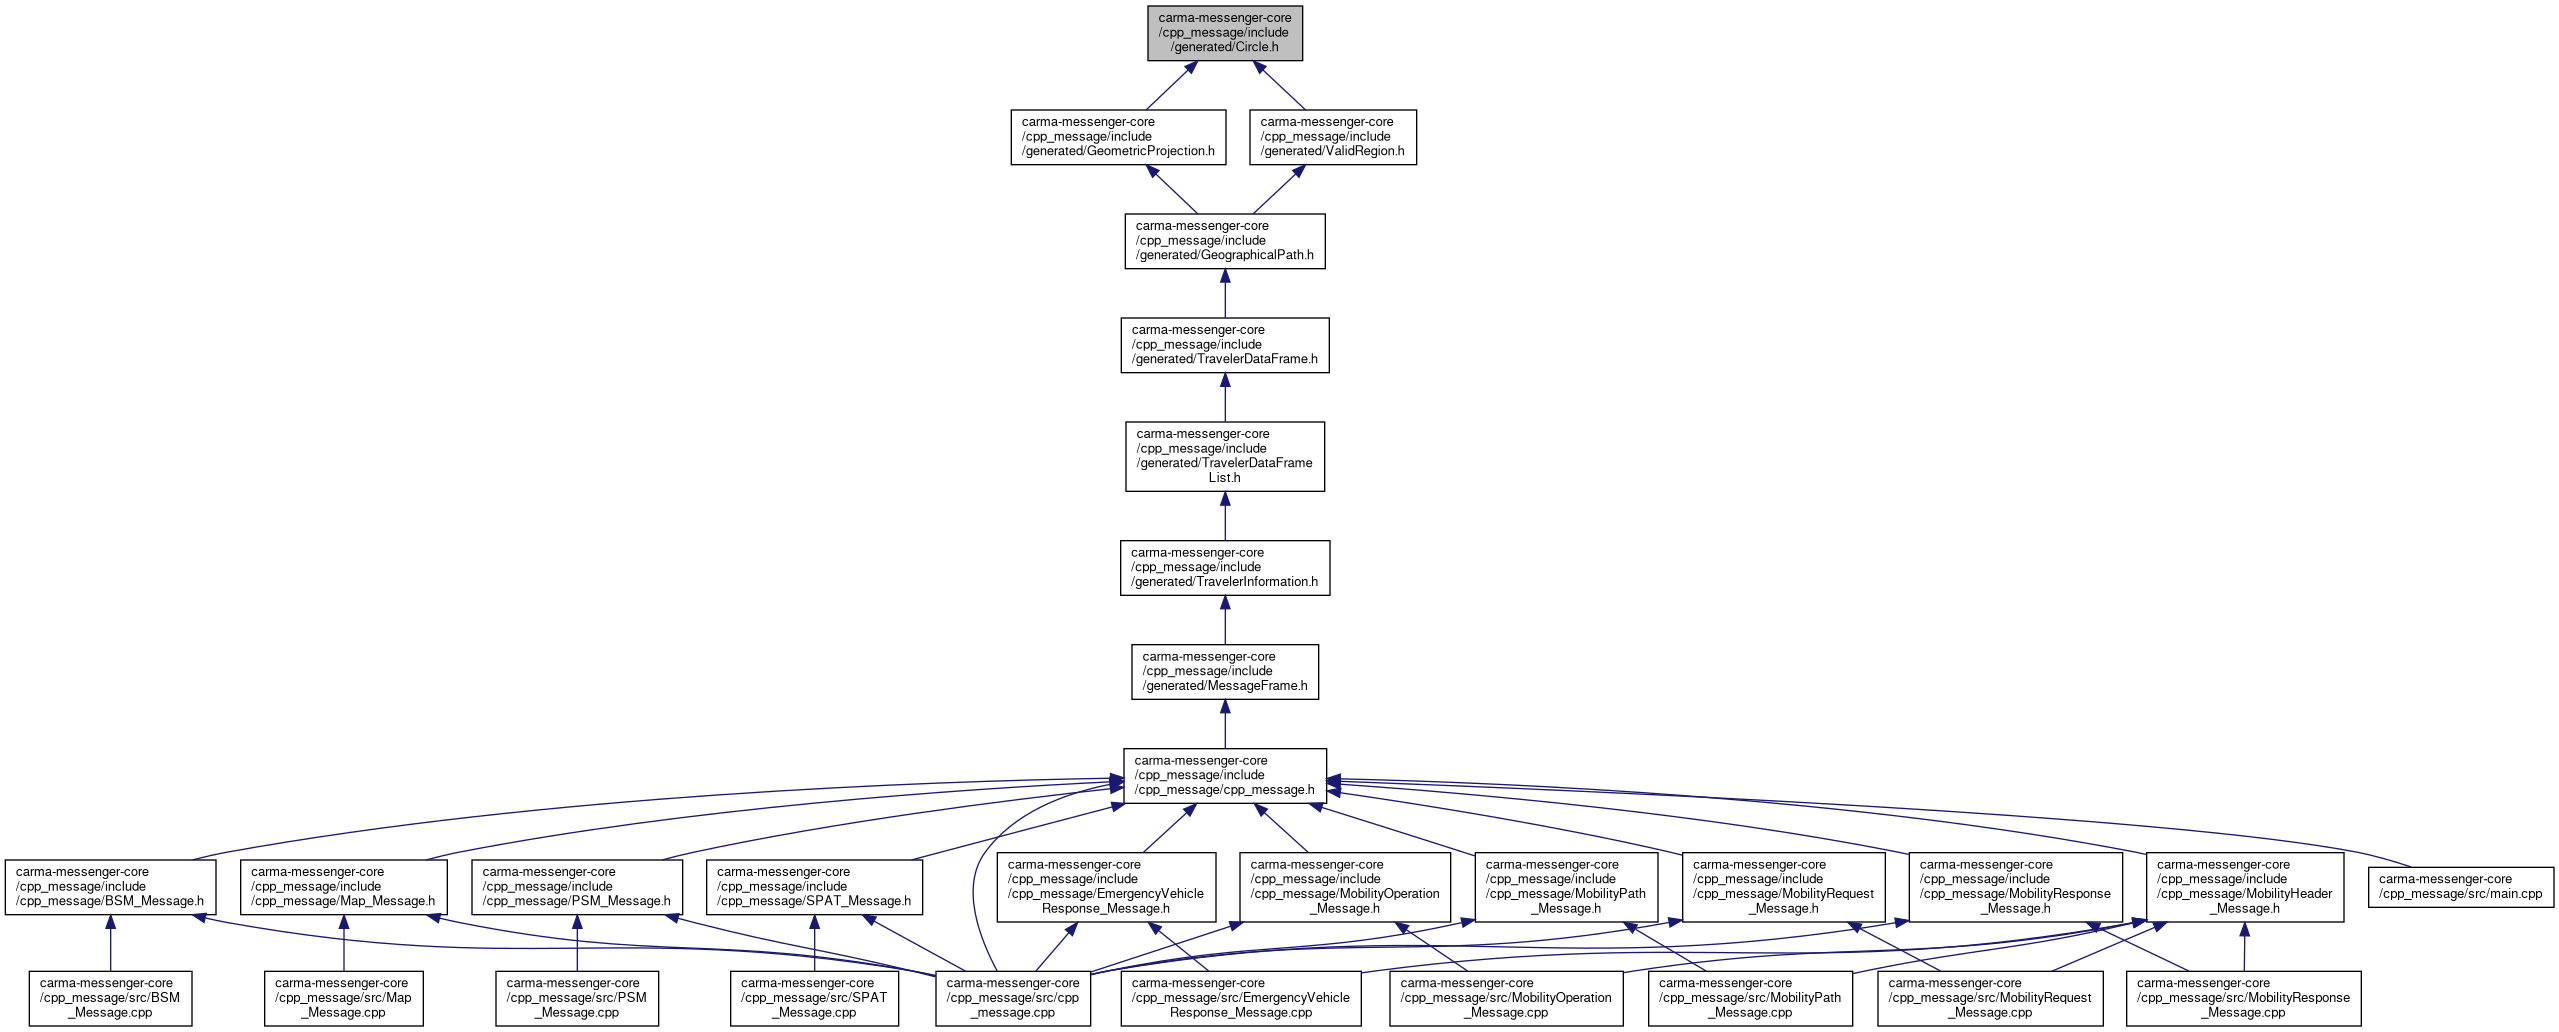 carma-messenger-core
/cpp_message/include
/generated/Circle.h
carma-messenger-core
/cpp_message/include
/generated/GeometricProjection.h
carma-messenger-core
/cpp_message/include
/generated/ValidRegion.h
carma-messenger-core
/cpp_message/include
/generated/GeographicalPath.h
carma-messenger-core
/cpp_message/include
/generated/TravelerDataFrame.h
carma-messenger-core
/cpp_message/include
/generated/TravelerDataFrame
List.h
carma-messenger-core
/cpp_message/include
/generated/TravelerInformation.h
carma-messenger-core
/cpp_message/include
/generated/MessageFrame.h
carma-messenger-core
/cpp_message/include
/cpp_message/cpp_message.h
carma-messenger-core
/cpp_message/include
/cpp_message/BSM_Message.h
carma-messenger-core
/cpp_message/include
/cpp_message/Map_Message.h
carma-messenger-core
/cpp_message/include
/cpp_message/PSM_Message.h
carma-messenger-core
/cpp_message/include
/cpp_message/SPAT_Message.h
carma-messenger-core
/cpp_message/include
/cpp_message/EmergencyVehicle
Response_Message.h
carma-messenger-core
/cpp_message/include
/cpp_message/MobilityOperation
_Message.h
carma-messenger-core
/cpp_message/include
/cpp_message/MobilityPath
_Message.h
carma-messenger-core
/cpp_message/include
/cpp_message/MobilityRequest
_Message.h
carma-messenger-core
/cpp_message/include
/cpp_message/MobilityResponse
_Message.h
carma-messenger-core
/cpp_message/include
/cpp_message/MobilityHeader
_Message.h
carma-messenger-core
/cpp_message/src/main.cpp
carma-messenger-core
/cpp_message/src/BSM
_Message.cpp
carma-messenger-core
/cpp_message/src/Map
_Message.cpp
carma-messenger-core
/cpp_message/src/PSM
_Message.cpp
carma-messenger-core
/cpp_message/src/SPAT
_Message.cpp
carma-messenger-core
/cpp_message/src/cpp
_message.cpp
carma-messenger-core
/cpp_message/src/EmergencyVehicle
Response_Message.cpp
carma-messenger-core
/cpp_message/src/MobilityOperation
_Message.cpp
carma-messenger-core
/cpp_message/src/MobilityPath
_Message.cpp
carma-messenger-core
/cpp_message/src/MobilityRequest
_Message.cpp
carma-messenger-core
/cpp_message/src/MobilityResponse
_Message.cpp